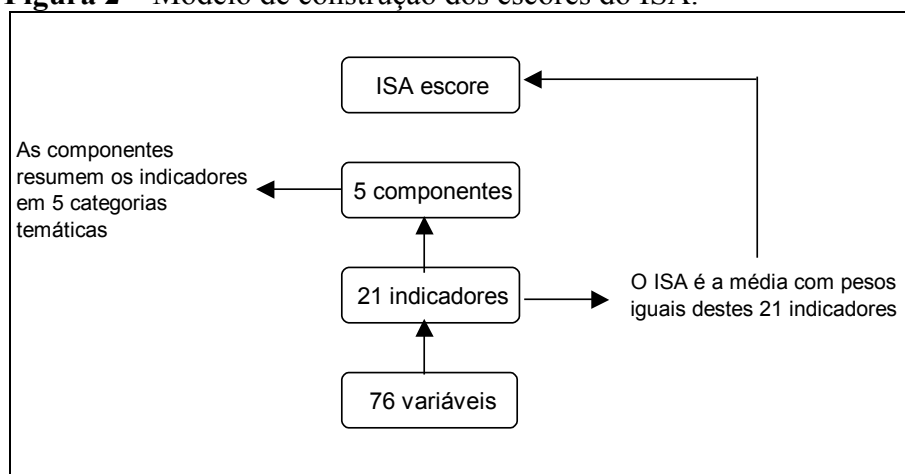 Figura 2 – Modelo de construção dos escores do ISA.
ISA escore
As componentes
resumem os indicadores
em 5 categorias
temáticas
5 componentes
21 indicadores
O ISA é a média com pesos
iguais destes 21 indicadores
76 variáveis